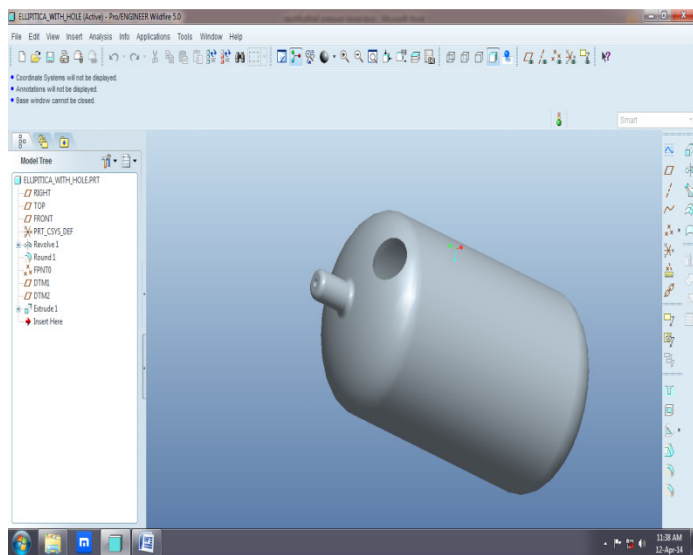 ELLIPITICA_WITH_HOLE (Active) - Pro/ENGINEER Wildfire 5.0
File Edit View Insert Analysis Info Applications Tools Window Help
• Coordinate Systems will not be displayed.
• Annotations will not be displayed.
• Base window cannot be closed.
Smart
Model Tree
ELLIPITICA_WITH_HOLE.PRT
RIGHT
TOP
FRONT
PRT_CSYS_DEF
Revolve 1
Round 1
FPNT0
DTM1
DTM2
Extrude 1
Insert Here
11:38 AM
12-Apr-14